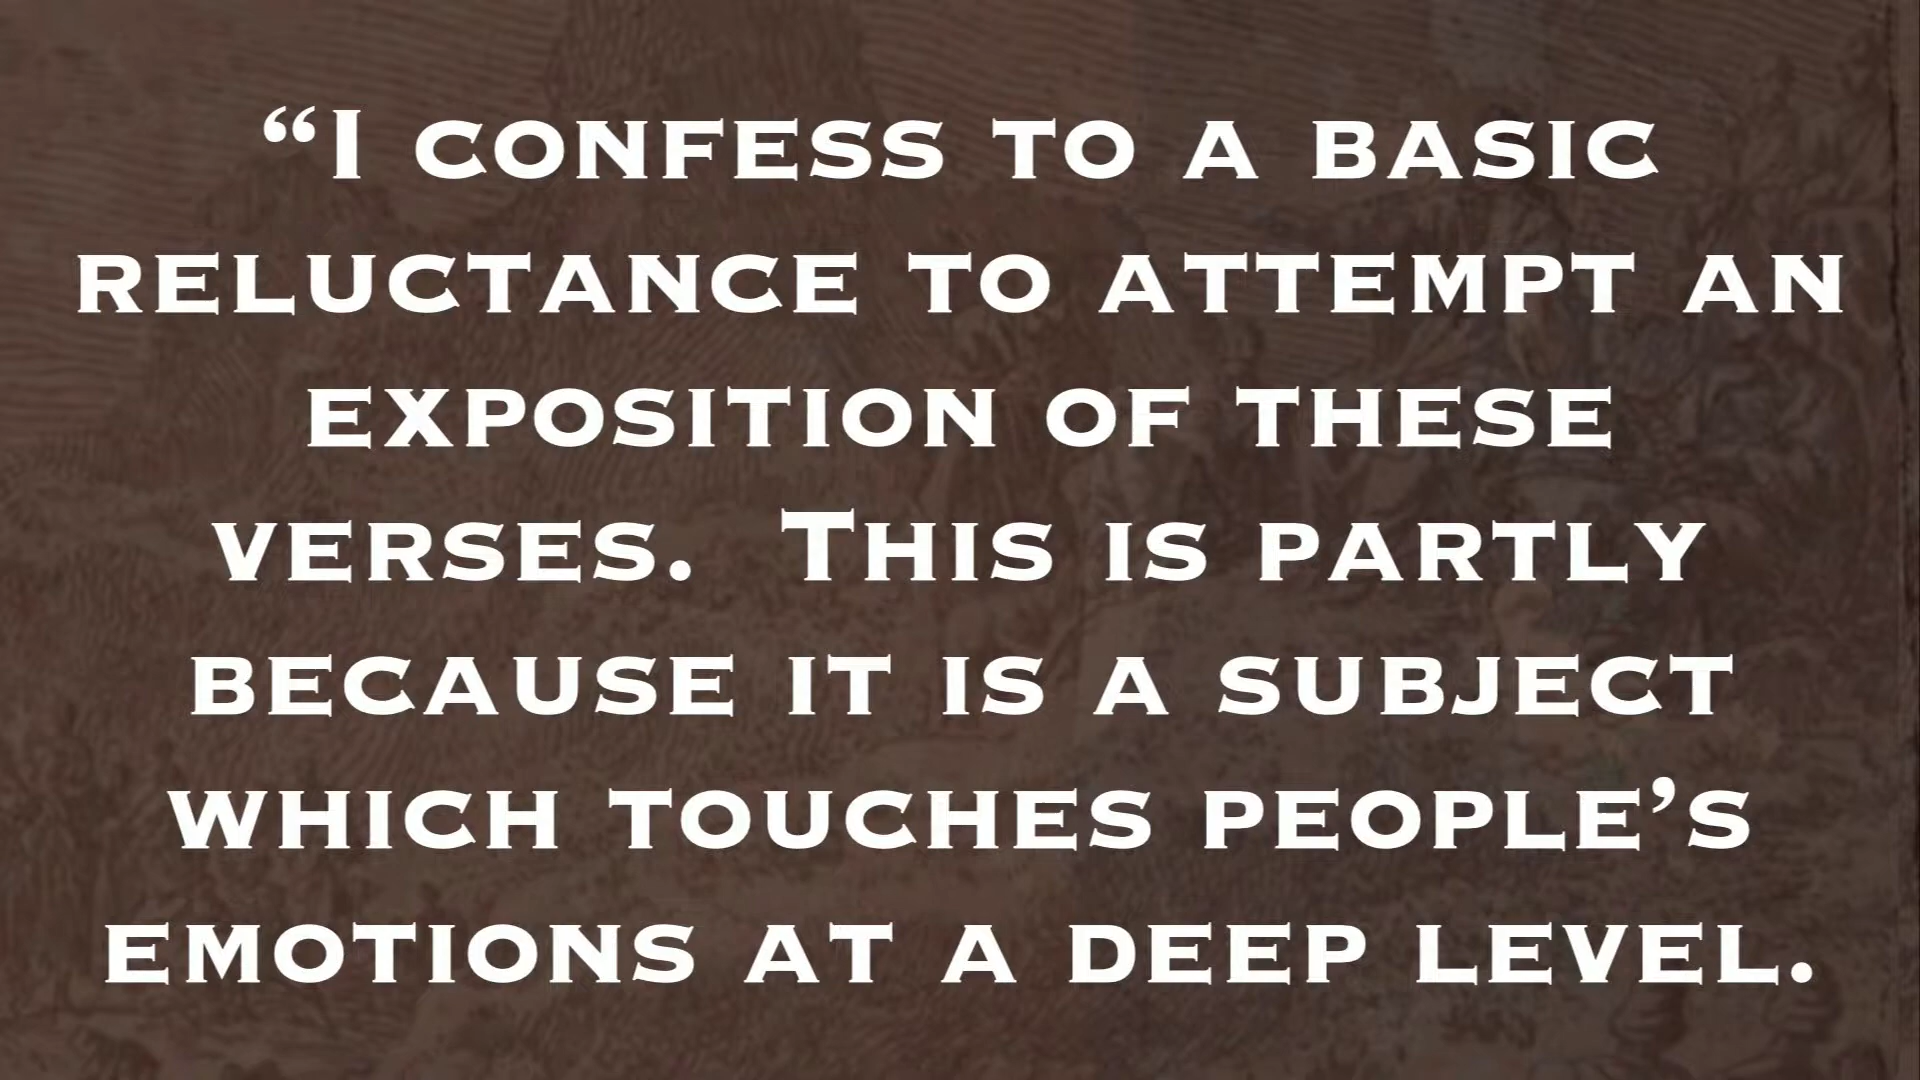 “I confess to a basic
reluctance to attempt an
exposition of these
verses.  This is partly
because it is a subject
which touches people’s
emotions at a deep level.